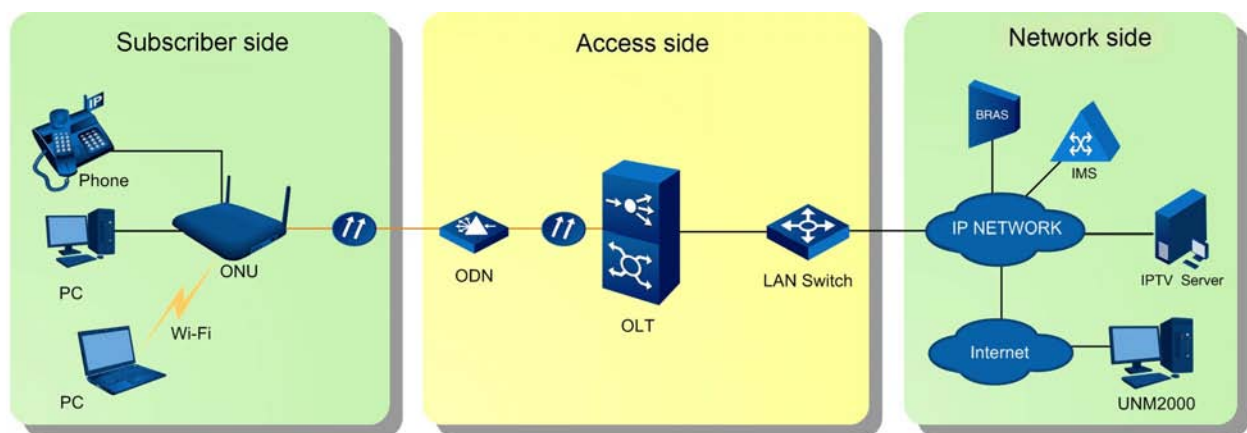 Subscriber side
IP
Phone
PC
ONU
Wi-Fi
PC
Access side
ODN
OLT
LAN Switch
Network side
BRAS
IMS
IP NETWORK
IPTV Server
Internet
UNM2000